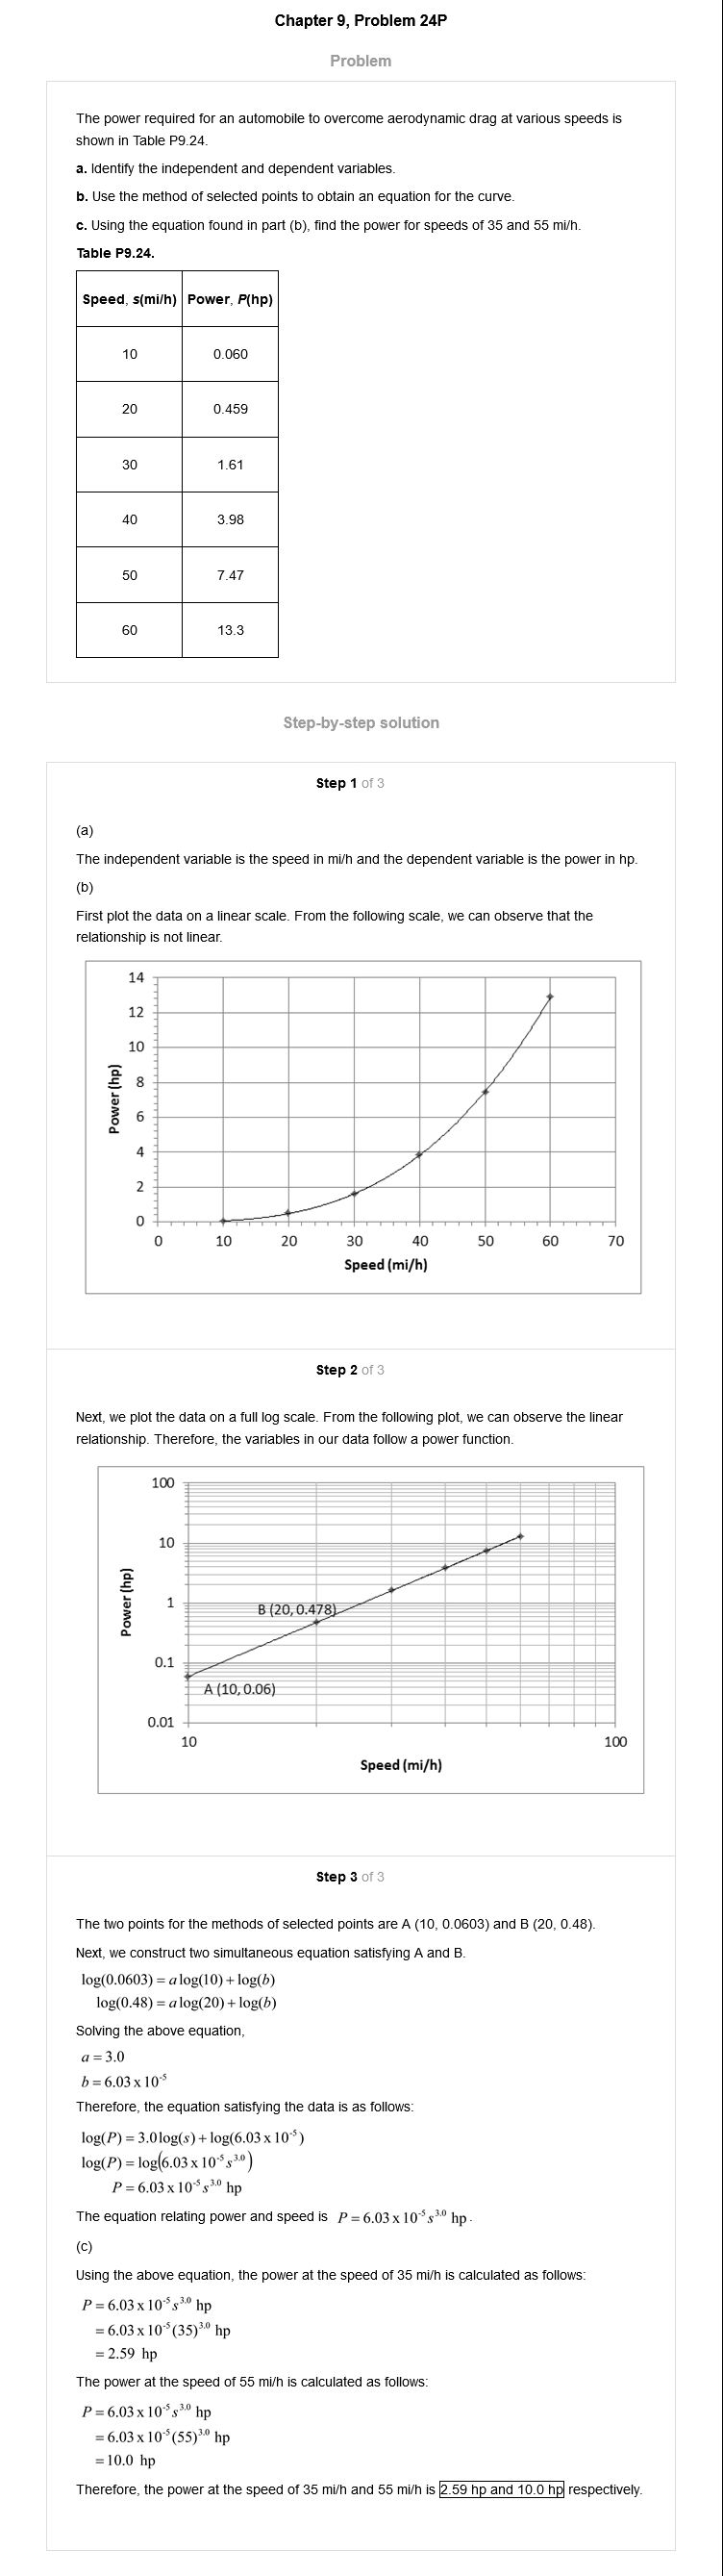 Chapter 9, Problem 24P
Problem
The power required for an automobile to overcome aerodynamic drag at various speeds is
shown in Table P9.24.
a. Identify the independent and dependent variables.
b. Use the method of selected points to obtain an equation for the curve.
c. Using the equation found in part (b), find the power for speeds of 35 and 55 mi/h.
Table P9.24.
Speed, s(mi/h) Power, P(hp)
10 0.060
20 0.459
30 1.61
40 3.98
50 7.47
60 13.3
Step-by-step solution
Step 1 of 3
(a)
The independent variable is the speed in mi/h and the dependent variable is the power in hp.
(b)
First plot the data on a linear scale. From the following scale, we can observe that the
relationship is not linear.
14
12
10
8
6
4
2
0
Power (hp)
0 10 20 30 40 50 60 70
Speed (mi/h)
Step 2 of 3
Next, we plot the data on a full log scale. From the following plot, we can observe the linear
relationship. Therefore, the variables in our data follow a power function.
100
10
1
0.1
0.01
Power (hp)
B (20, 0.478)
A (10, 0.06)
10 100
Speed (mi/h)
Step 3 of 3
The two points for the methods of selected points are A (10, 0.0603) and B (20, 0.48).
Next, we construct two simultaneous equation satisfying A and B.
log(0.0603) = a log(10) + log(b)
log(0.48) = a log(20) + log(b)
Solving the above equation,
a = 3.0
b = 6.03 x 10⁻⁵
Therefore, the equation satisfying the data is as follows:
log(P) = 3.0log(s) + log(6.03 x 10⁻⁵)
log(P) = log(6.03 x 10⁻⁵ s³·⁰)
P = 6.03 x 10⁻⁵ s³·⁰ hp
The equation relating power and speed is P = 6.03 x 10⁻⁵ s³·⁰ hp.
(c)
Using the above equation, the power at the speed of 35 mi/h is calculated as follows:
P = 6.03 x 10⁻⁵ s³·⁰ hp
= 6.03 x 10⁻⁵ (35)³·⁰ hp
= 2.59 hp
The power at the speed of 55 mi/h is calculated as follows:
P = 6.03 x 10⁻⁵ s³·⁰ hp
= 6.03 x 10⁻⁵ (55)³·⁰ hp
= 10.0 hp
Therefore, the power at the speed of 35 mi/h and 55 mi/h is 2.59 hp and 10.0 hp respectively.